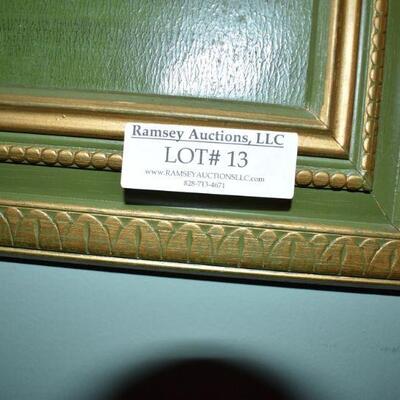 Ramsey Auctions, LLC
LOT# 13
www.RAMSEYAUCTIONSLLC.com
828-713-4671